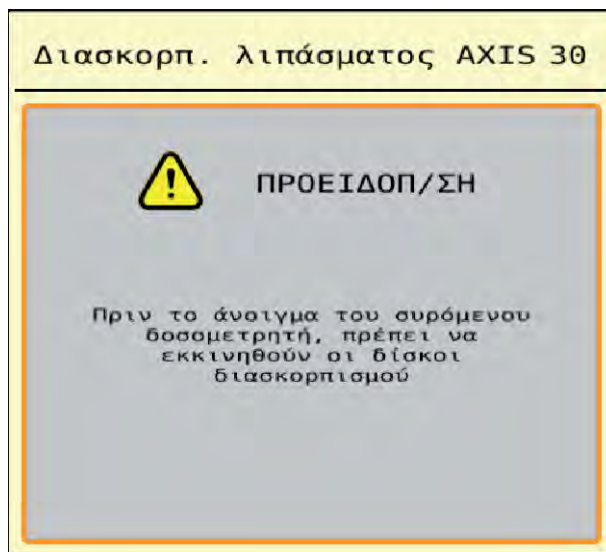 Διασκορπ. λιπάσματος AXIS 30
ΠΡΟΕΙΔΟΠ/ΣΗ
Πριν το άνοιγμα του συρόμενου
δοσομετρητή, πρέπει να
εκκινηθούν οι δίσκοι
διασκορπισμού